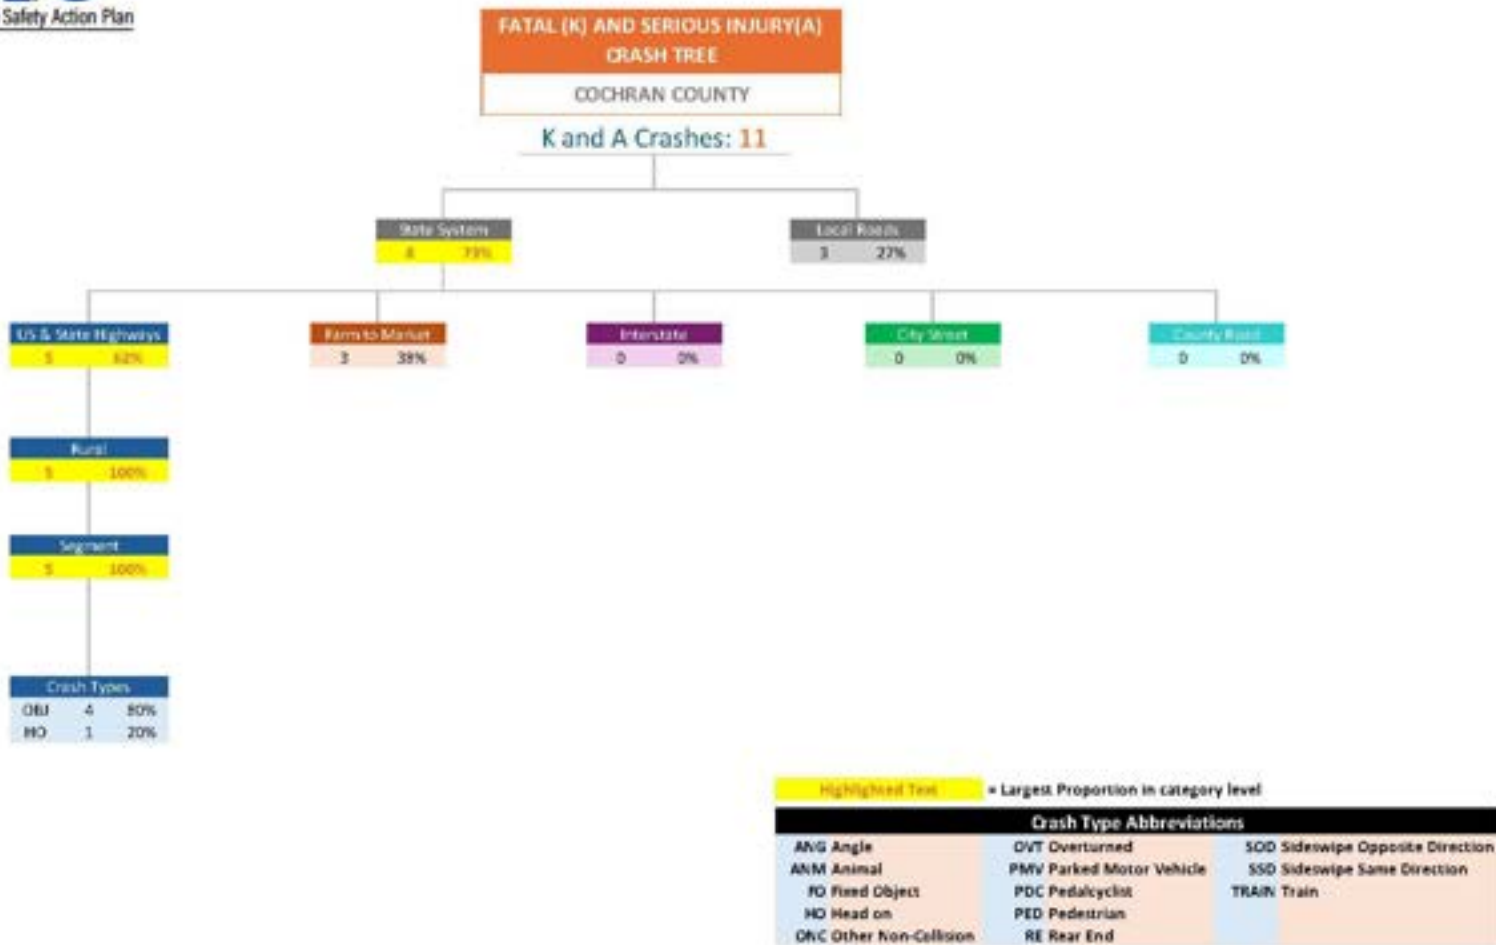 Safety Action Plan
FATAL (K) AND SERIOUS INJURY(A)
CRASH TREE
COCHRAN COUNTY
K and A Crashes: 11
State System
8 73%
Local Roads
3 27%
US & State Highways
5 62%
Farm to Market
3 38%
Interstate
0 0%
City Street
0 0%
County Road
0 0%
Rural
5 100%
Segment
5 100%
Crash Types
OBJ 4 80%
HO 1 20%
Highlighted Text = Largest Proportion in category level
Crash Type Abbreviations
ANG Angle OVT Overturned SOD Sideswipe Opposite Direction
ANM Animal PMV Parked Motor Vehicle SSD Sideswipe Same Direction
FO Fixed Object PDC Pedalcyclist TRAIN Train
HO Head on PED Pedestrian
ONC Other Non-Collision RE Rear End